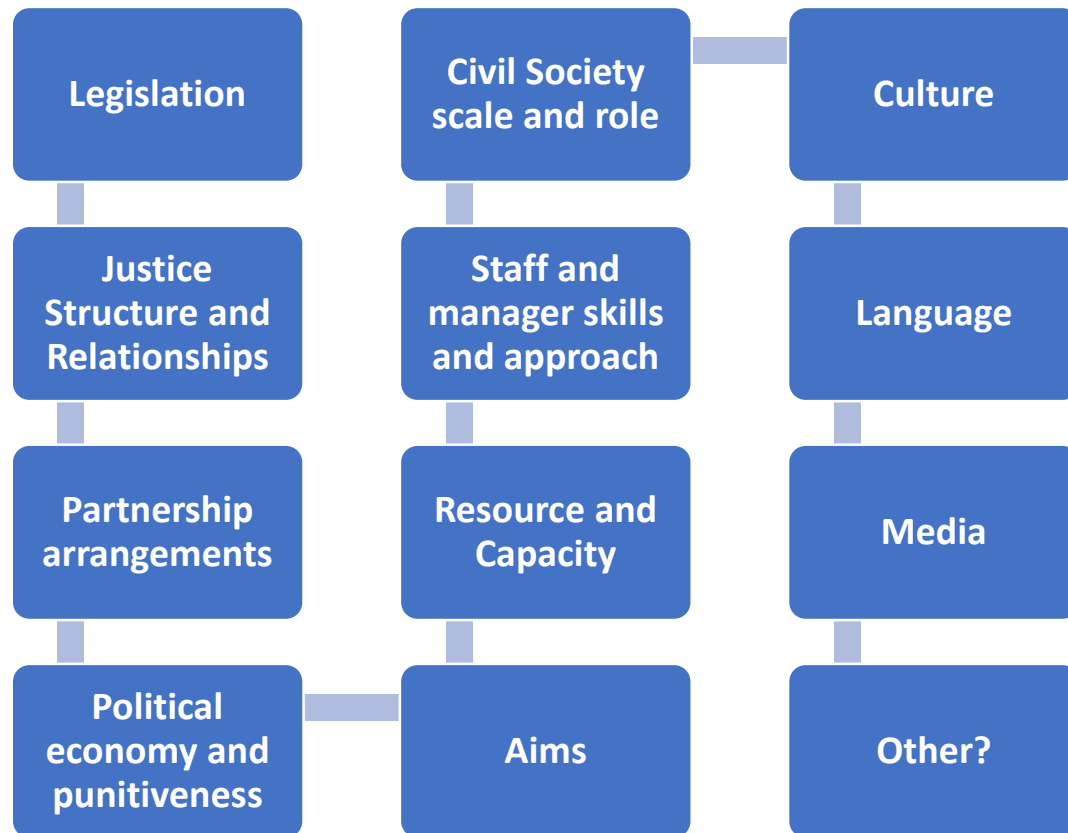 Legislation
Justice
Structure and
Relationships
Partnership
arrangements
Political
economy and
punitiveness
Aims
Resource and
Capacity
Staff and
manager skills
and approach
Civil Society
scale and role
Culture
Language
Media
Other?